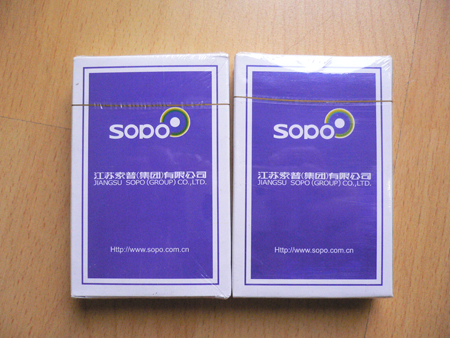 sopo
江苏索普(集团)有限公司
JIANGSU SOPO(GROUP)CO.,LTD.
Http://www.sopo.com.cn
sopo
江苏索普(集团)有限公司
JIANGSU SOPO(GROUP)CO.,LTD.
Http://www.sopo.com.cn